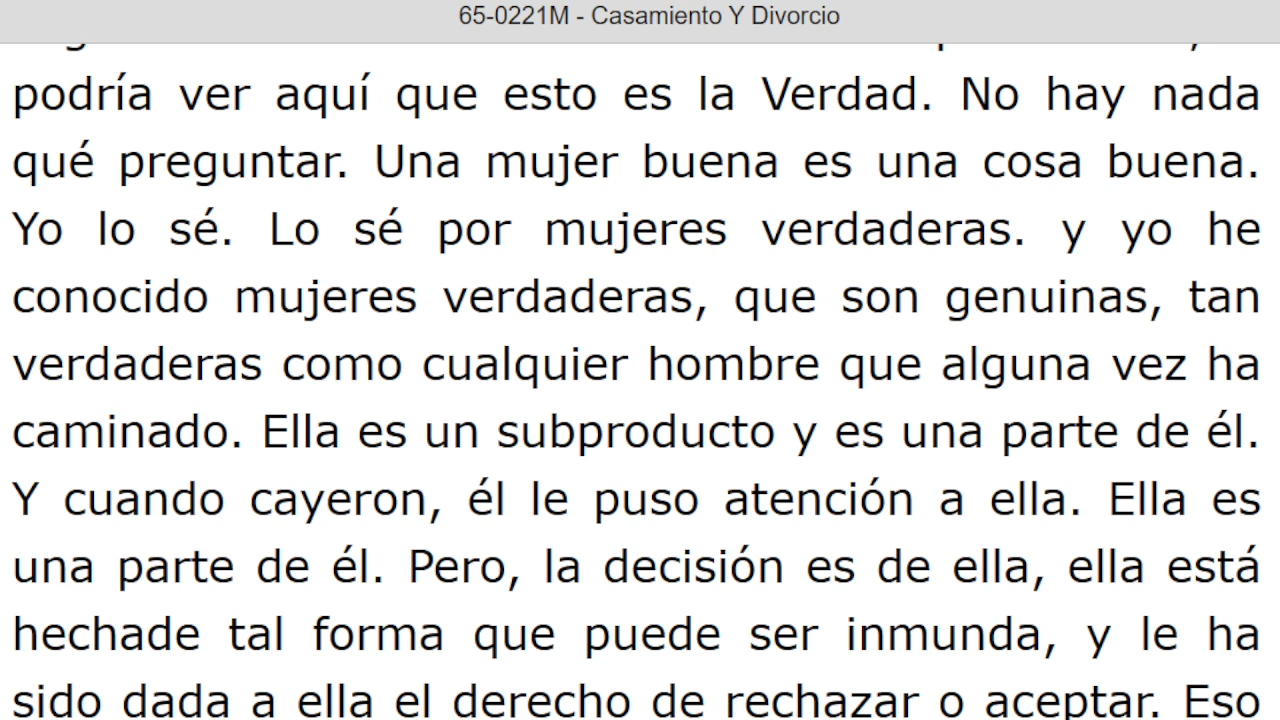 65-0221M - Casamiento Y Divorcio
podría ver aquí que esto es la Verdad. No hay nada
qué preguntar. Una mujer buena es una cosa buena.
Yo lo sé. Lo sé por mujeres verdaderas. y yo he
conocido mujeres verdaderas, que son genuinas, tan
verdaderas como cualquier hombre que alguna vez ha
caminado. Ella es un subproducto y es una parte de él.
Y cuando cayeron, él le puso atención a ella. Ella es
una parte de él. Pero, la decisión es de ella, ella está
hechade tal forma que puede ser inmunda, y le ha
sido dada a ella el derecho de rechazar o aceptar. Eso